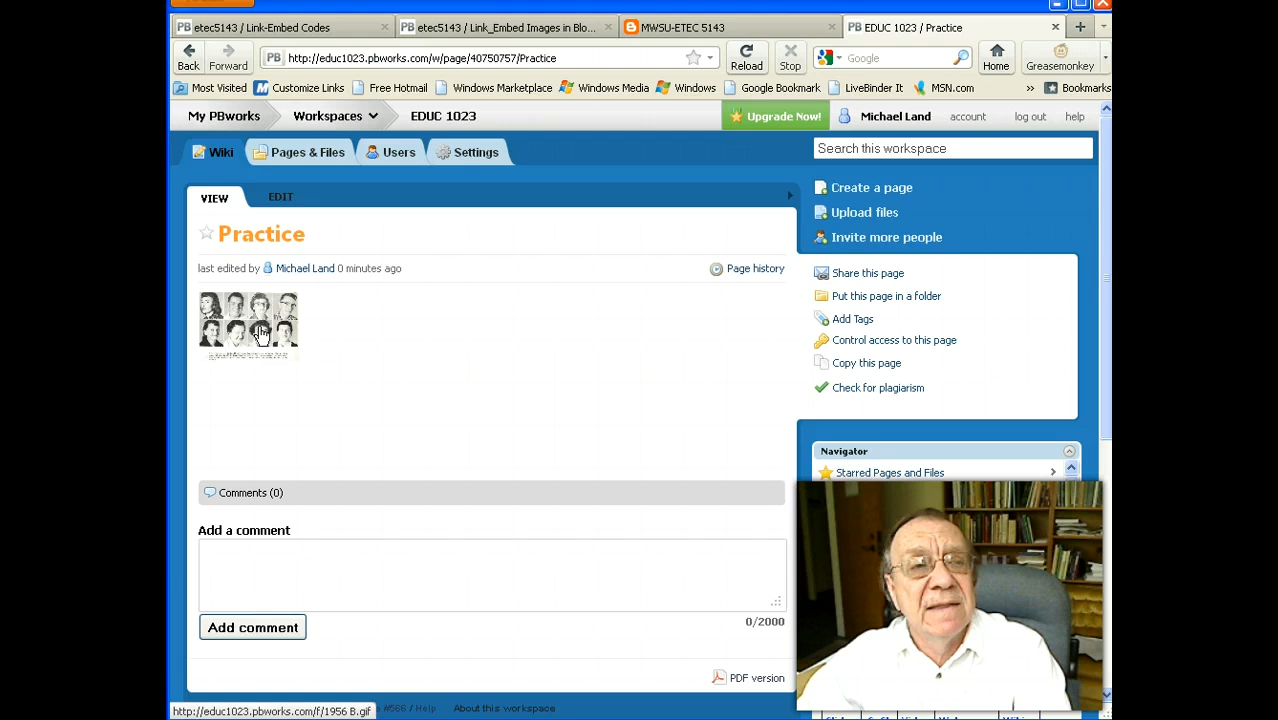 PB etec5143 / Link-Embed Codes
PB etec5143 / Link_Embed Images in Blo...
MWSU-ETEC 5143
PB EDUC 1023 / Practice
Back
Forward
PB http://educ1023.pbworks.com/w/page/40750757/Practice
Reload
Stop
Google
Home
Greasemonkey
Most Visited
Customize Links
Free Hotmail
Windows Marketplace
Windows Media
Windows
Google Bookmark
LiveBinder It
MSN.com
»
Bookmarks
My PBworks
Workspaces
EDUC 1023
Upgrade Now!
Michael Land
account
log out
help
Wiki
Pages & Files
Users
Settings
Search this workspace
VIEW
EDIT
Create a page
Upload files
Invite more people
Practice
last edited by Michael Land 0 minutes ago
Page history
Share this page
Put this page in a folder
Add Tags
Control access to this page
Copy this page
Check for plagiarism
Navigator
Starred Pages and Files
Comments (0)
Add a comment
0/2000
Add comment
PDF version
http://educ1023.pbworks.com/f/1956 B.gif
#566 / Help
About this workspace